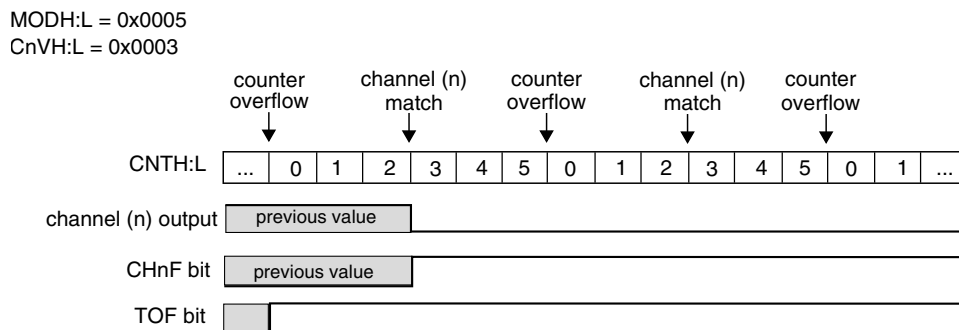 MODH:L = 0x0005
CnVH:L = 0x0003
counter overflow channel (n) match counter overflow channel (n) match counter overflow
CNTH:L ... 0 1 2 3 4 5 0 1 2 3 4 5 0 1 ...
channel (n) output previous value
CHnF bit previous value
TOF bit